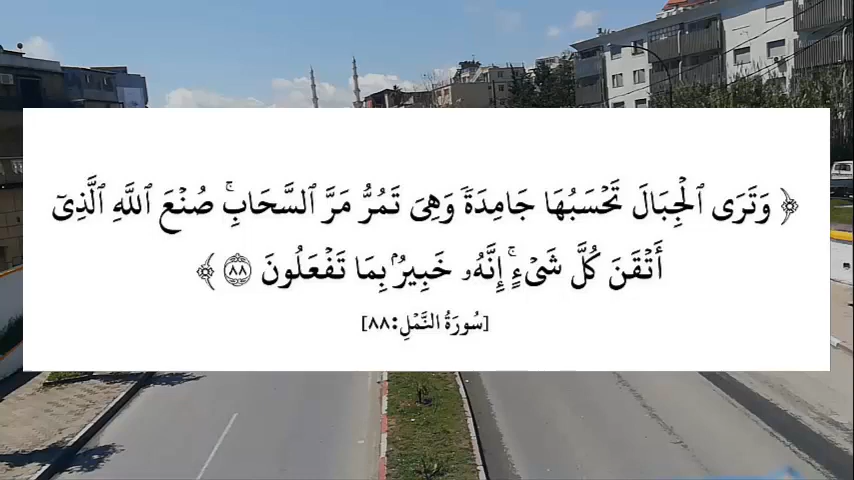 ﴿ وَتَرَى ٱلۡجِبَالَ تَحۡسَبُهَا جَامِدَةٗ وَهِيَ تَمُرُّ مَرَّ ٱلسَّحَابِۚ صُنۡعَ ٱللَّهِ ٱلَّذِيٓ
أَتۡقَنَ كُلَّ شَيۡءٍۚ إِنَّهُۥ خَبِيرُۢ بِمَا تَفۡعَلُونَ ٨٨ ﴾
[سُورَةُ النَّمۡلِ:٨٨]